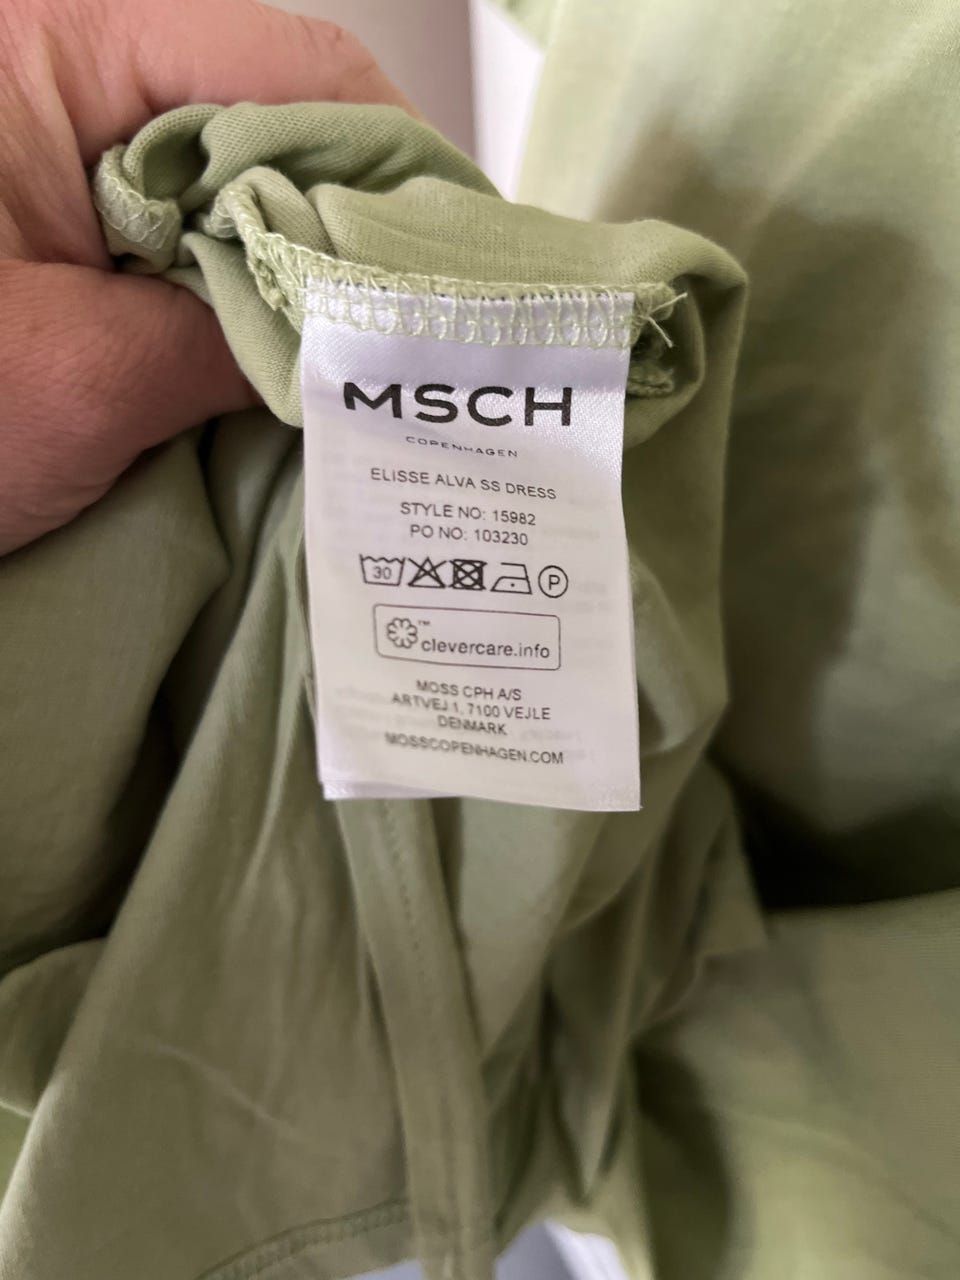 MSCH
COPENHAGEN
ELISSE ALVA SS DRESS
STYLE NO: 15982
PO NO: 103230
30 P
™
clevercare.info
MOSS CPH A/S
ARTVEJ 1, 7100 VEJLE
DENMARK
MOSSCOPENHAGEN.COM